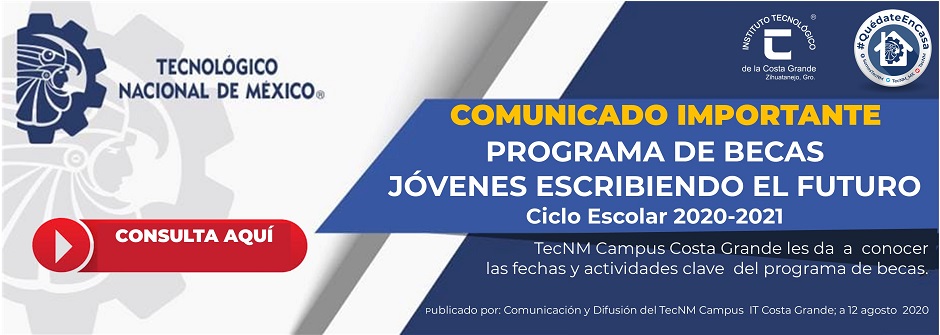 TECNOLÓGICO
NACIONAL DE MÉXICO®
INSTITUTO TECNOLÓGICO ®
de la Costa Grande
Zihuatanejo, Gro.
#QuédateEnCasa
COMUNICADO IMPORTANTE
PROGRAMA DE BECAS
JÓVENES ESCRIBIENDO EL FUTURO
Ciclo Escolar 2020-2021
CONSULTA AQUÍ
TecNM Campus Costa Grande les da a conocer
las fechas y actividades clave del programa de becas.
Publicado por: Comunicación y Difusión del TecNM Campus IT Costa Grande; a 12 agosto 2020